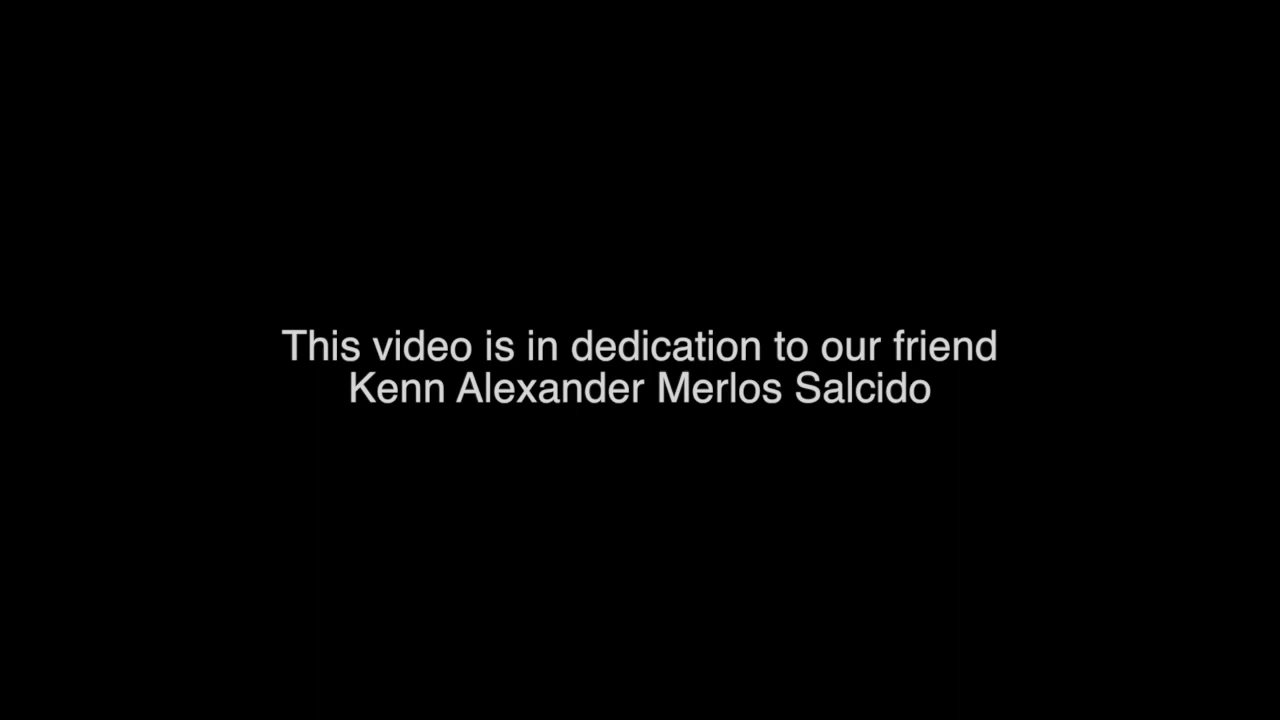 This video is in dedication to our friend
Kenn Alexander Merlos Salcido